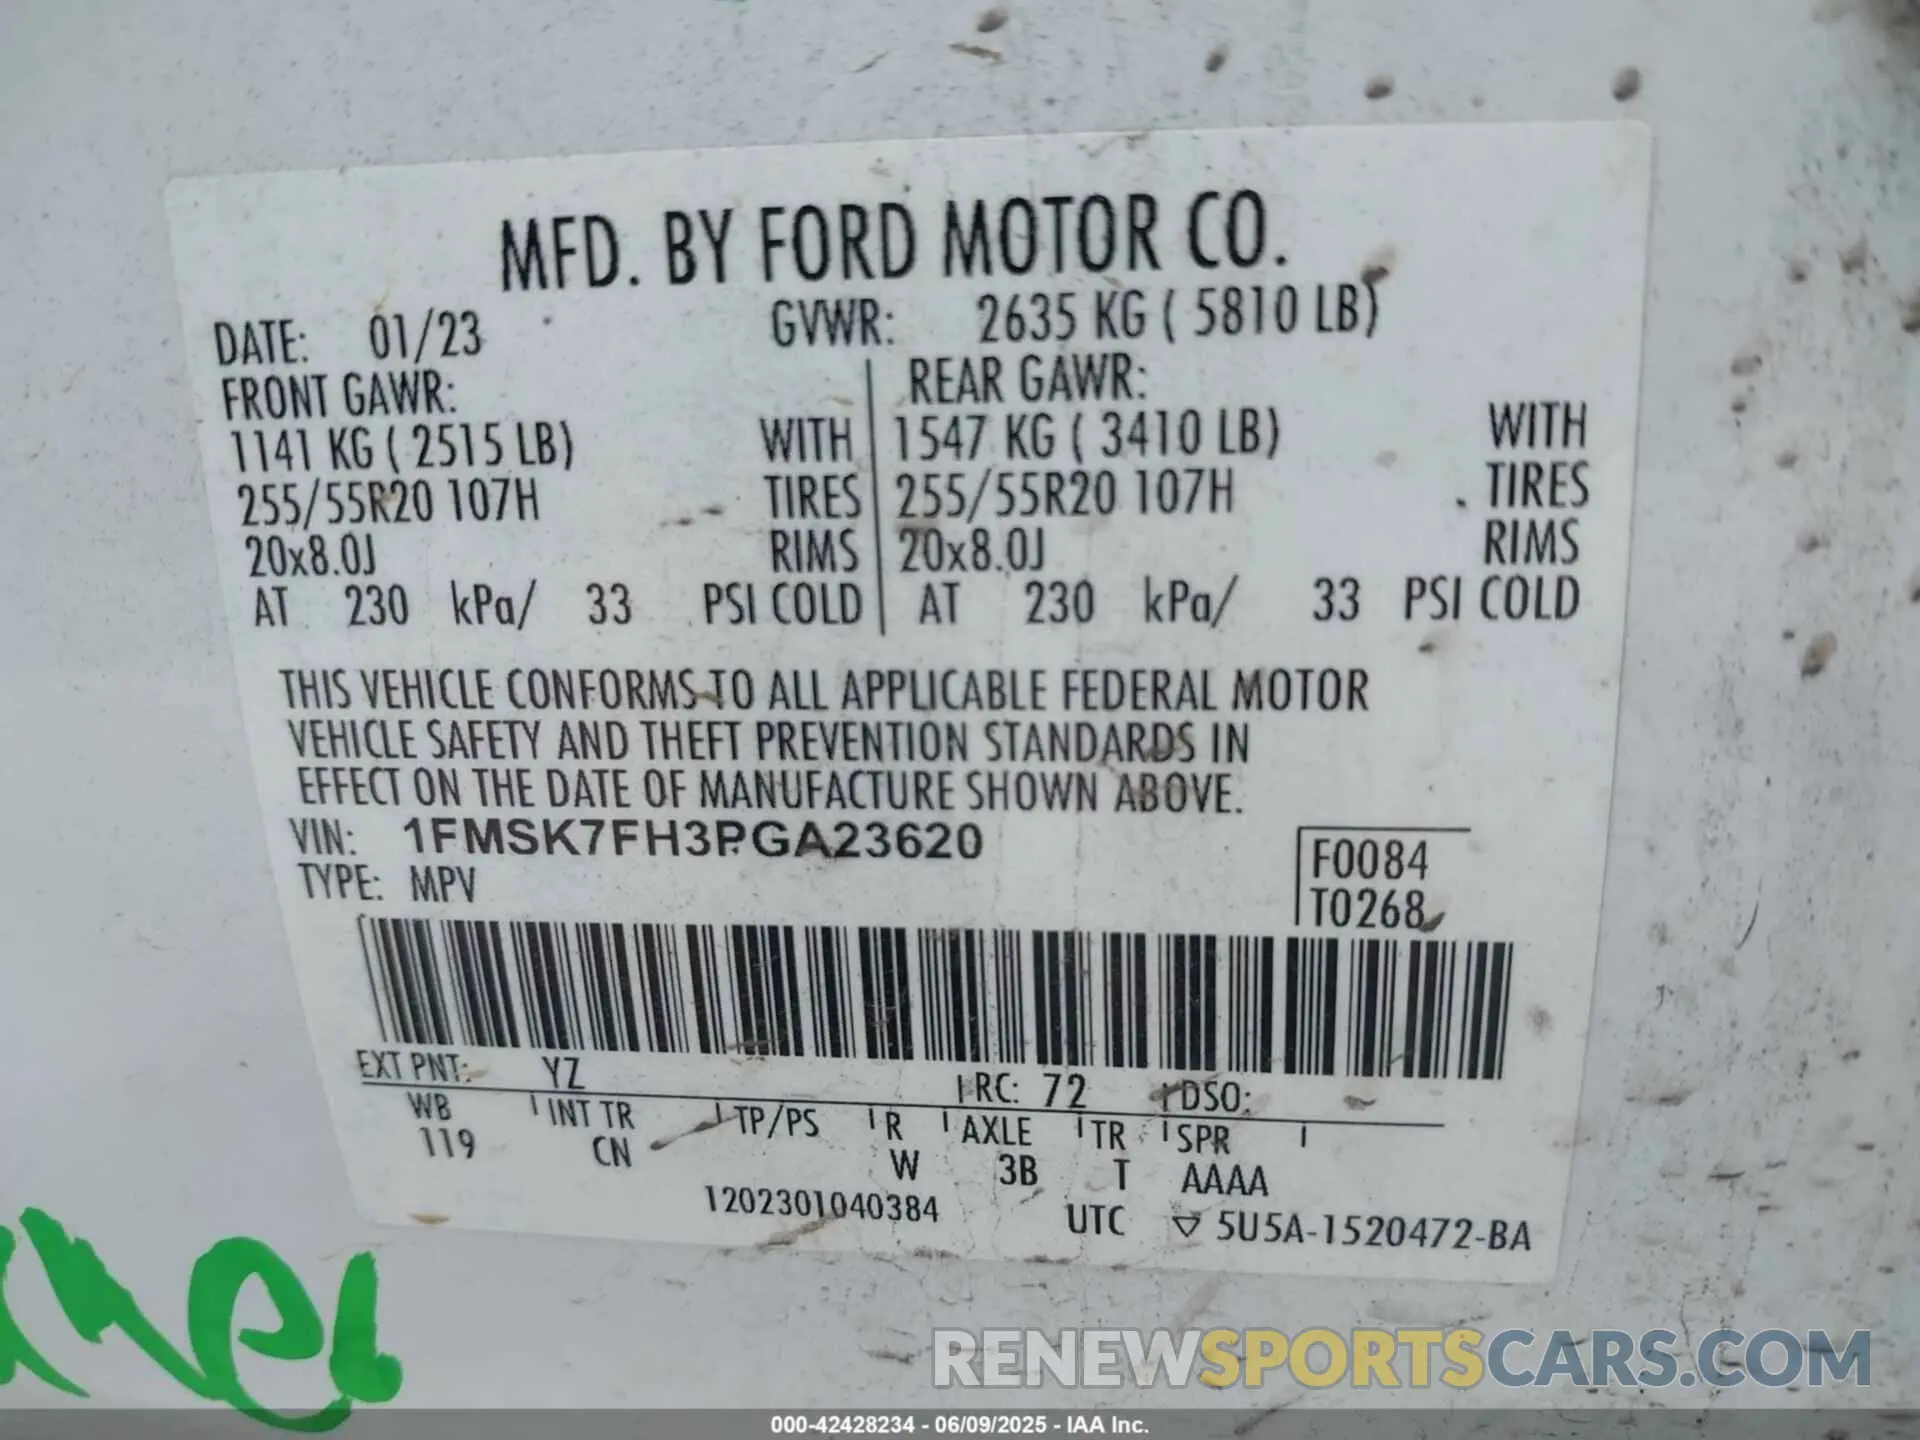 MFD. BY FORD MOTOR CO.
DATE: 01/23 GVWR: 2635 KG ( 5810 LB)
FRONT GAWR: REAR GAWR:
1141 KG ( 2515 LB) WITH 1547 KG ( 3410 LB) WITH
255/55R20 107H TIRES 255/55R20 107H TIRES
20x8.0J RIMS 20x8.0J RIMS
AT 230 kPa/ 33 PSI COLD AT 230 kPa/ 33 PSI COLD
THIS VEHICLE CONFORMS TO ALL APPLICABLE FEDERAL MOTOR
VEHICLE SAFETY AND THEFT PREVENTION STANDARDS IN
EFFECT ON THE DATE OF MANUFACTURE SHOWN ABOVE.
VIN: 1FMSK7FH3PGA23620 F0084
TYPE: MPV T0268
EXT PNT: YZ RC: 72 DSO:
WB INT TR TP/PS R AXLE TR SPR
119 CN W 3B T AAAA
1202301040384 UTC ▽ 5U5A-1520472-BA
RENEWSPORTSCARS.COM
000-42428234 - 06/09/2025 - IAA Inc.